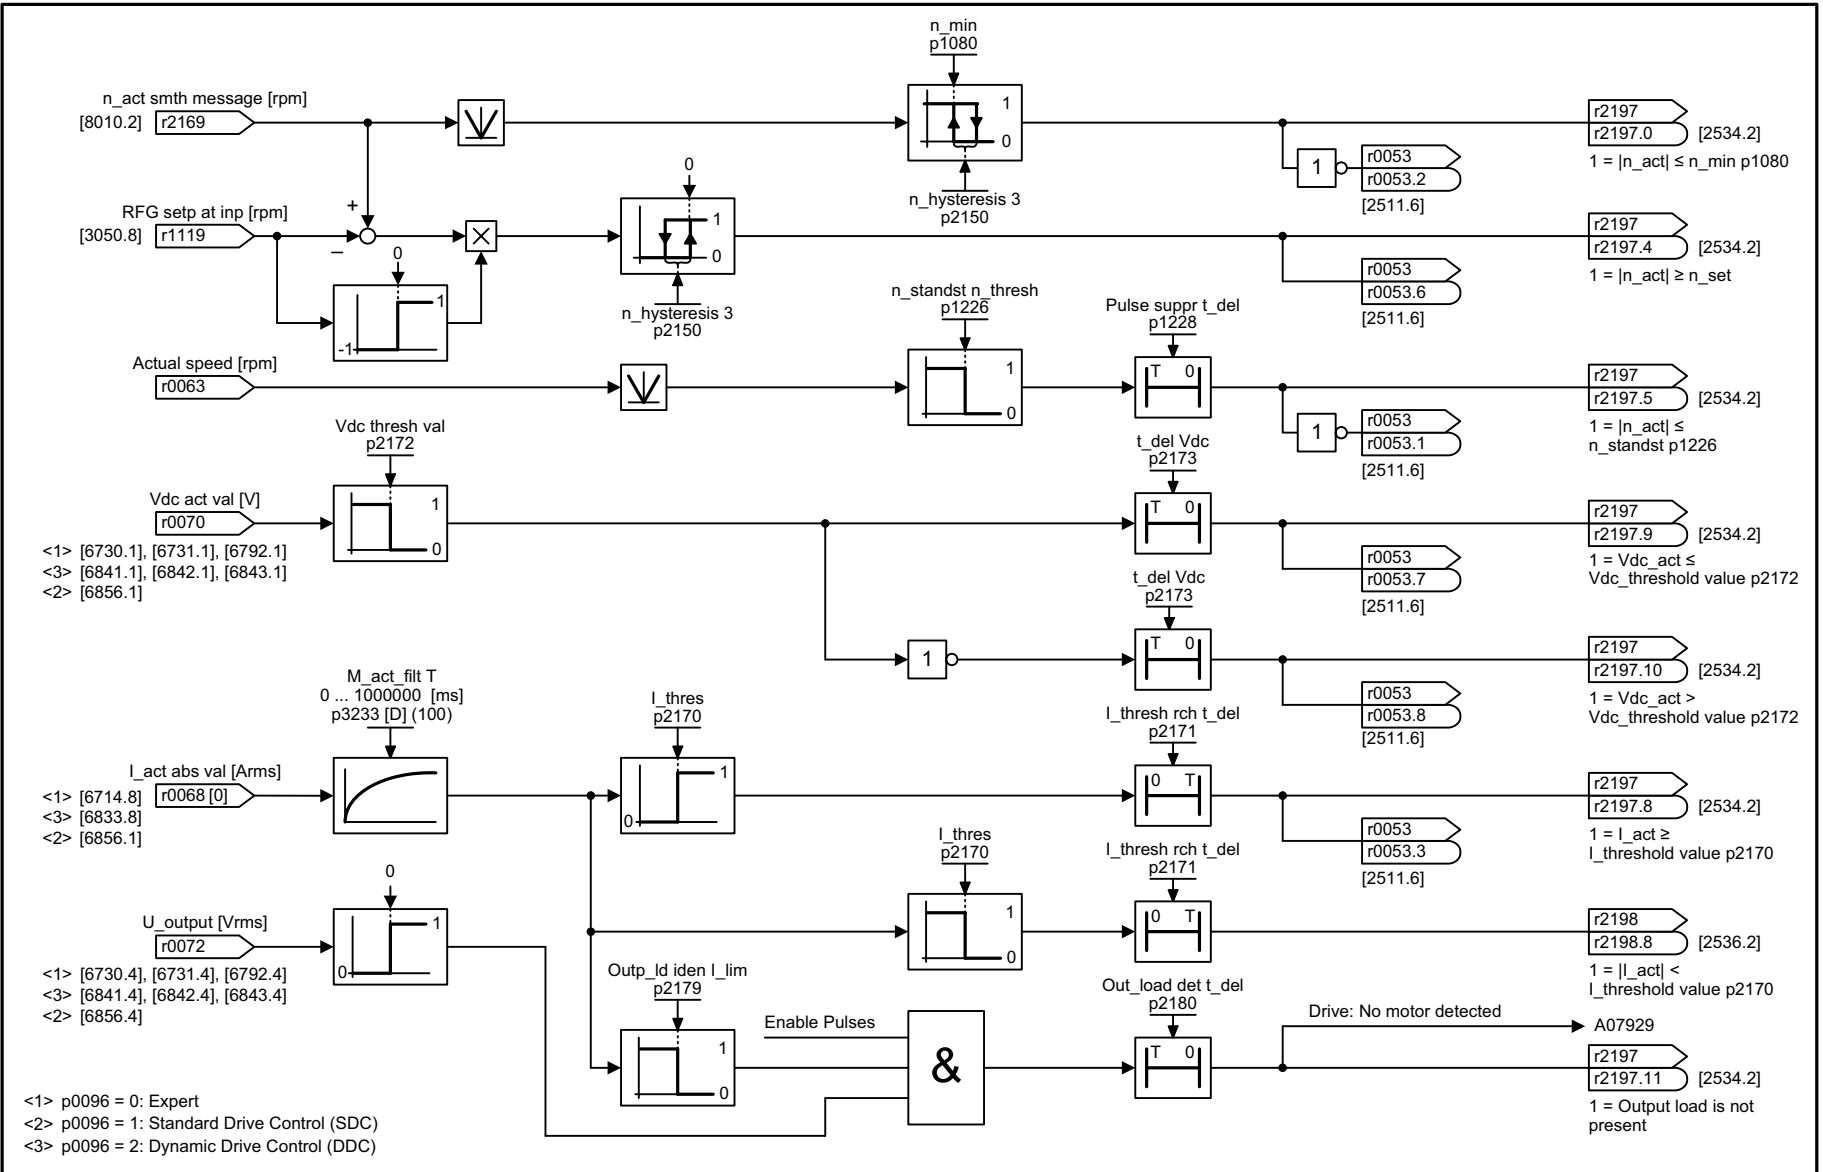 n_min
p1080
n_act smth message [rpm]
[8010.2] r2169
1
0
r2197
r2197.0 [2534.2]
1 = |n_act| ≤ n_min p1080
1
r0053
r0053.2
[2511.6]
n_hysteresis 3
p2150
0
RFG setp at inp [rpm]
[3050.8] r1119
+
–
0
1
-1
1
0
n_hysteresis 3
p2150
r2197
r2197.4 [2534.2]
1 = |n_act| ≥ n_set
r0053
r0053.6
[2511.6]
n_standst n_thresh
p1226
Pulse suppr t_del
p1228
Actual speed [rpm]
r0063
1
0
T 0
r2197
r2197.5 [2534.2]
1 = |n_act| ≤
n_standst p1226
1
r0053
r0053.1
[2511.6]
Vdc thresh val
p2172
t_del Vdc
p2173
Vdc act val [V]
r0070
1
0
T 0
<1> [6730.1], [6731.1], [6792.1]
<3> [6841.1], [6842.1], [6843.1]
<2> [6856.1]
r2197
r2197.9 [2534.2]
1 = Vdc_act ≤
Vdc_threshold value p2172
r0053
r0053.7
[2511.6]
t_del Vdc
p2173
1
T 0
r2197
r2197.10 [2534.2]
1 = Vdc_act >
Vdc_threshold value p2172
r0053
r0053.8
[2511.6]
M_act_filt T
0 ... 1000000 [ms]
p3233 [D] (100)
I_thres
p2170
I_thresh rch t_del
p2171
I_act abs val [Arms]
<1> [6714.8] r0068 [0]
<3> [6833.8]
<2> [6856.1]
1
0
0 T
r2197
r2197.8 [2534.2]
1 = I_act ≥
I_threshold value p2170
r0053
r0053.3
[2511.6]
I_thres
p2170
I_thresh rch t_del
p2171
1
0
0 T
r2198
r2198.8 [2536.2]
1 = |I_act| <
I_threshold value p2170
0
U_output [Vrms]
r0072
1
0
<1> [6730.4], [6731.4], [6792.4]
<3> [6841.4], [6842.4], [6843.4]
<2> [6856.4]
Outp_ld iden I_lim
p2179
1
0
Enable Pulses
&
Out_load det t_del
p2180
T 0
Drive: No motor detected
A07929
r2197
r2197.11 [2534.2]
1 = Output load is not
present
<1> p0096 = 0: Expert
<2> p0096 = 1: Standard Drive Control (SDC)
<3> p0096 = 2: Dynamic Drive Control (DDC)